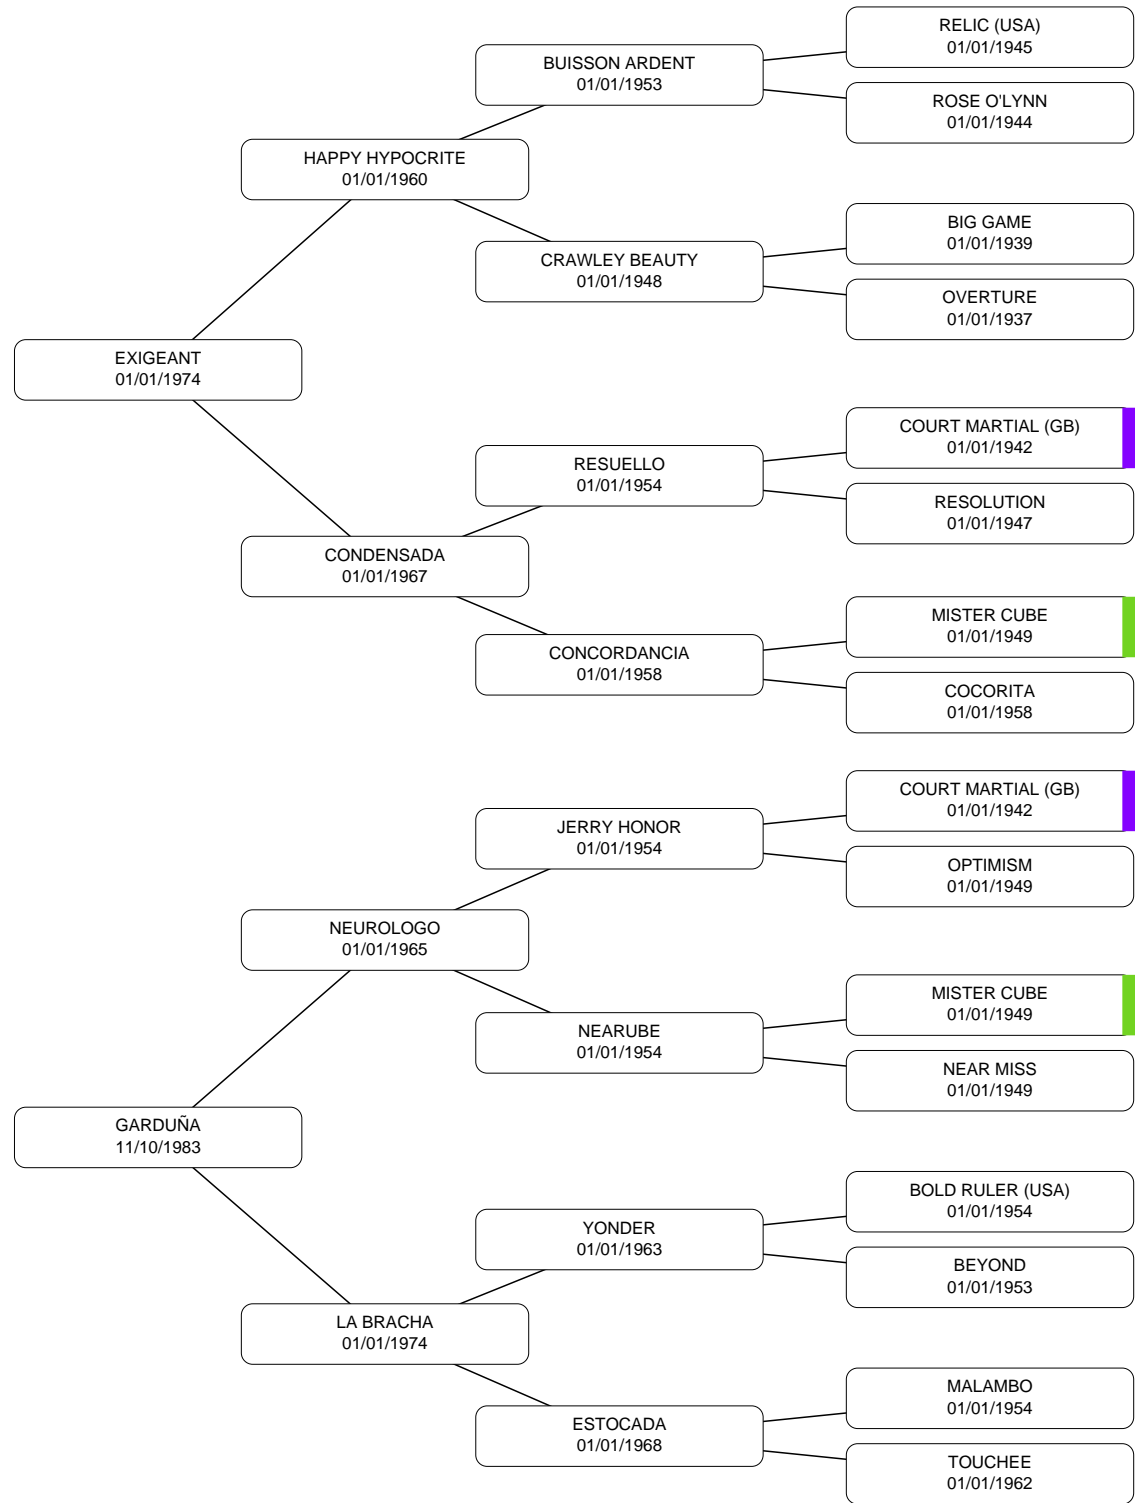 RELIC (USA)
01/01/1945
BUISSON ARDENT
01/01/1953
ROSE O'LYNN
01/01/1944
HAPPY HYPOCRITE
01/01/1960
BIG GAME
01/01/1939
CRAWLEY BEAUTY
01/01/1948
OVERTURE
01/01/1937
EXIGEANT
01/01/1974
COURT MARTIAL (GB)
01/01/1942
RESUELLO
01/01/1954
RESOLUTION
01/01/1947
CONDENSADA
01/01/1967
MISTER CUBE
01/01/1949
CONCORDANCIA
01/01/1958
COCORITA
01/01/1958
COURT MARTIAL (GB)
01/01/1942
JERRY HONOR
01/01/1954
OPTIMISM
01/01/1949
NEUROLOGO
01/01/1965
MISTER CUBE
01/01/1949
NEARUBE
01/01/1954
NEAR MISS
01/01/1949
GARDUÑA
11/10/1983
BOLD RULER (USA)
01/01/1954
YONDER
01/01/1963
BEYOND
01/01/1953
LA BRACHA
01/01/1974
MALAMBO
01/01/1954
ESTOCADA
01/01/1968
TOUCHEE
01/01/1962